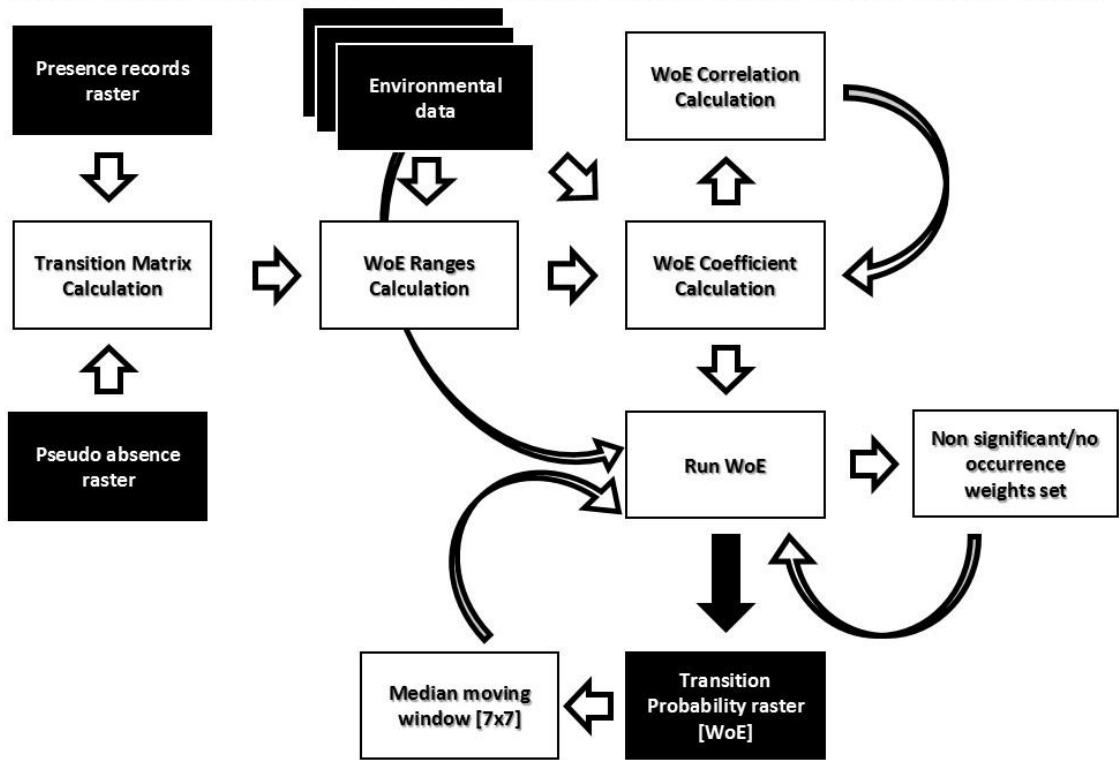 Presence records
raster
Environmental
data
WoE Correlation
Calculation
Transition Matrix
Calculation
WoE Ranges
Calculation
WoE Coefficient
Calculation
Pseudo absence
raster
Run WoE
Non significant/no
occurrence
weights set
Median moving
window [7x7]
Transition
Probability raster
[WoE]